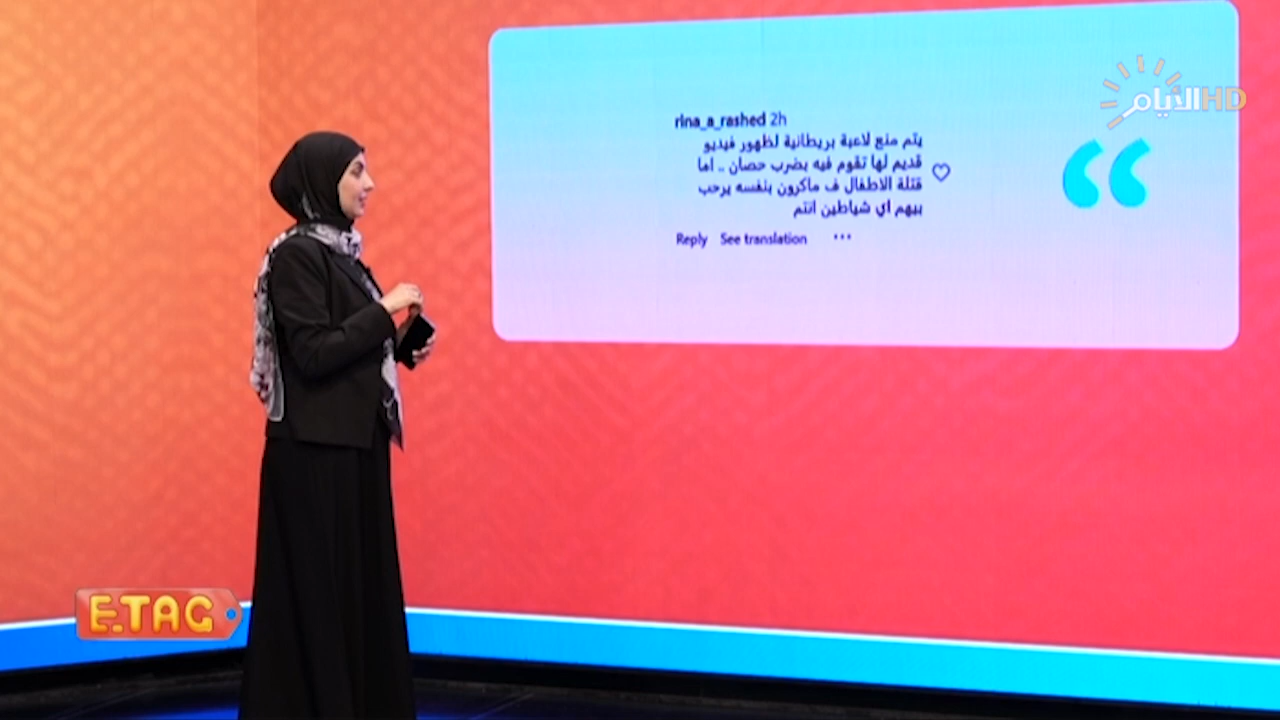 الأيام HD
rina_a_rashed 2h
يتم منع لاعبة بريطانية لظهور فيديو
قديم لها تقوم فيه بضرب حصان .. اما
قتلة الاطفال ف ماكرون بنفسه يرحب
بيهم اي شياطين انتم
Reply See translation ...
E.TAG